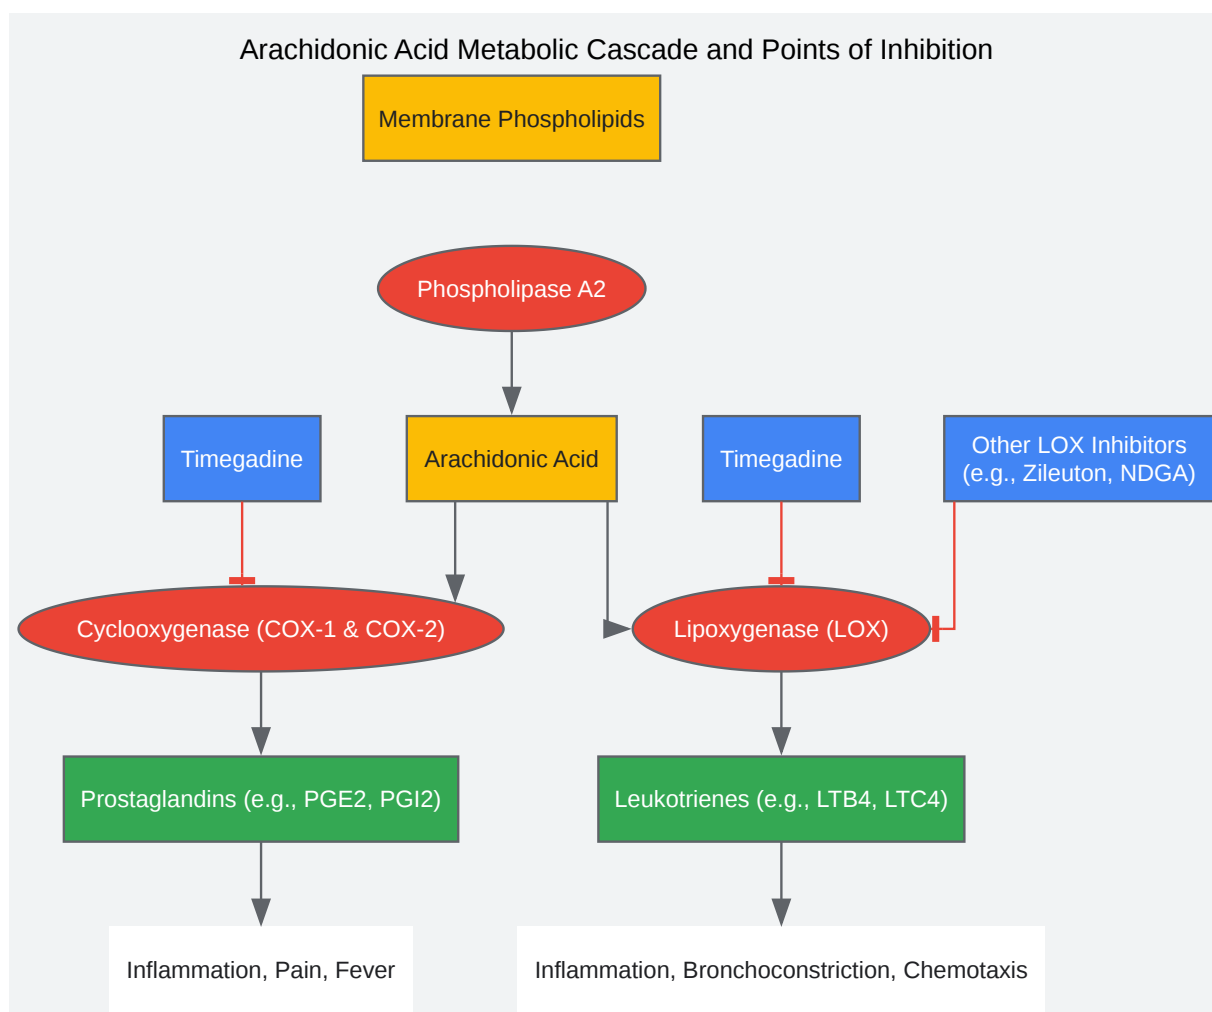 Arachidonic Acid Metabolic Cascade and Points of Inhibition
Membrane Phospholipids
Phospholipase A2
Timegadine
Arachidonic Acid
Timegadine
Other LOX Inhibitors
(e.g., Zileuton, NDGA)
Cyclooxygenase (COX-1 & COX-2)
Lipoxygenase (LOX)
Prostaglandins (e.g., PGE2, PGI2)
Leukotrienes (e.g., LTB4, LTC4)
Inflammation, Pain, Fever
Inflammation, Bronchoconstriction, Chemotaxis